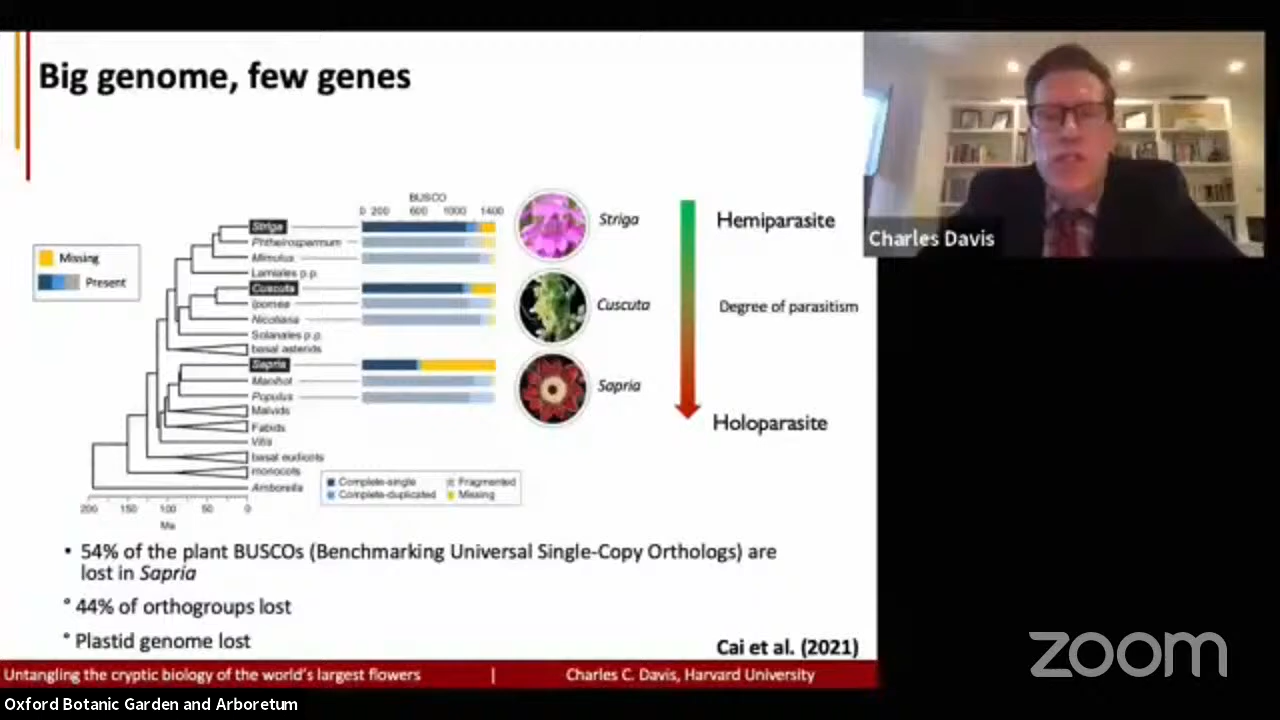 Big genome, few genes
BUSCO
0 200 600 1000 1400
Striga
Phtheirospermum
Mimulus
Lamiales p.p.
Cuscuta
Ipomea
Nicotiana
Solanales p.p.
basal asterids
Sapria
Manihot
Populus
Malvids
Fabids
Vitis
basal eudicots
monocots
Amborella
200 150 100 50 0
Ma
Missing
Present
Complete-single
Fragmented
Complete-duplicated
Missing
Striga
Cuscuta
Sapria
Hemiparasite
Degree of parasitism
Holoparasite
Charles Davis
• 54% of the plant BUSCOs (Benchmarking Universal Single-Copy Orthologs) are
lost in Sapria
° 44% of orthogroups lost
° Plastid genome lost
Cai et al. (2021)
Untangling the cryptic biology of the world's largest flowers | Charles C. Davis, Harvard University
zoom
Oxford Botanic Garden and Arboretum